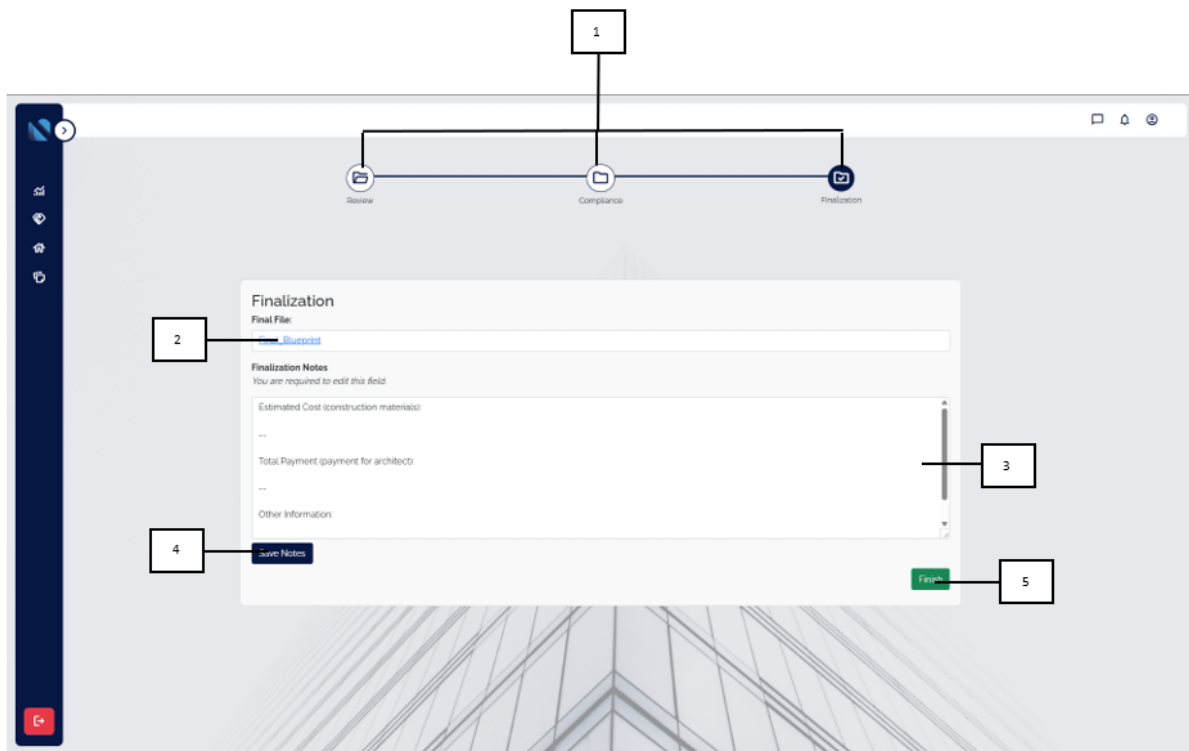 1
Review
Compliance
Finalization
Finalization
Final File:
2
Final_Blueprint
Finalization Notes
You are required to edit this field.
Estimated Cost (construction materials):
--
Total Payment (payment for architect):
3
--
Other Information:
4
Save Notes
Finish
5